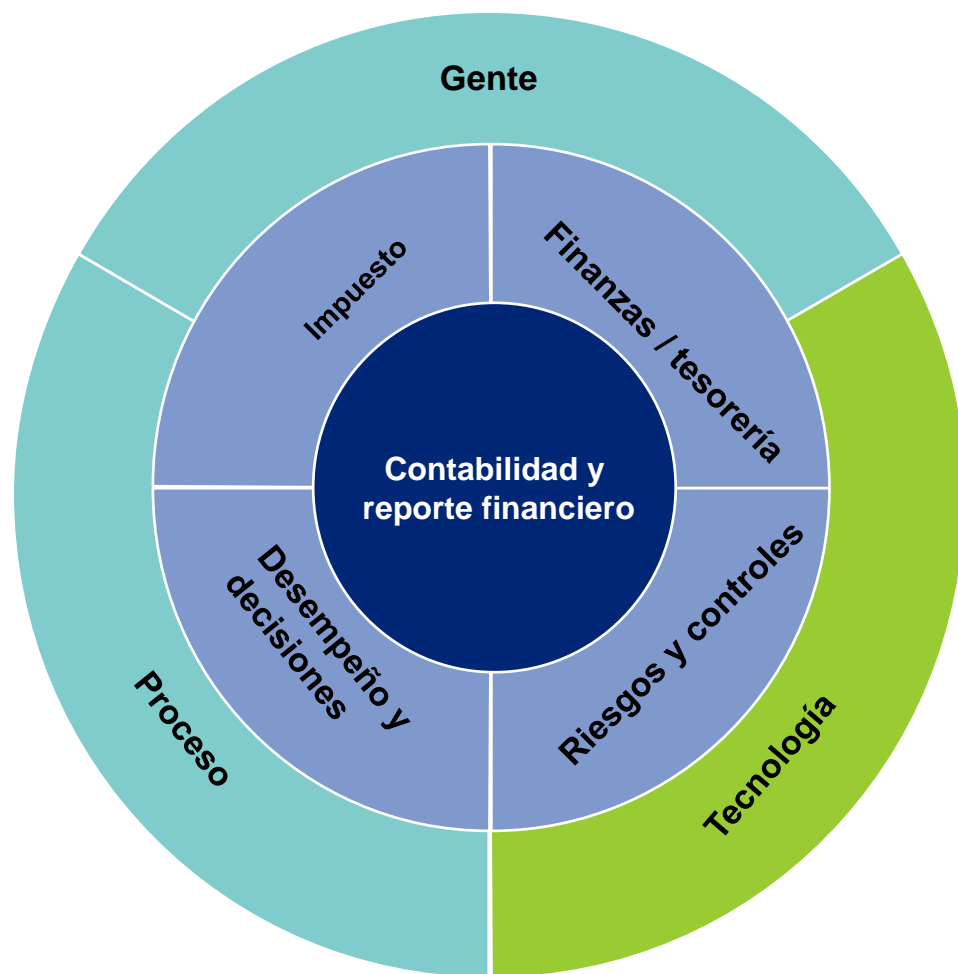 Gente
Impuesto
Finanzas / tesorería
Contabilidad y
reporte financiero
Desempeño y
decisiones
Riesgos y controles
Proceso
Tecnología